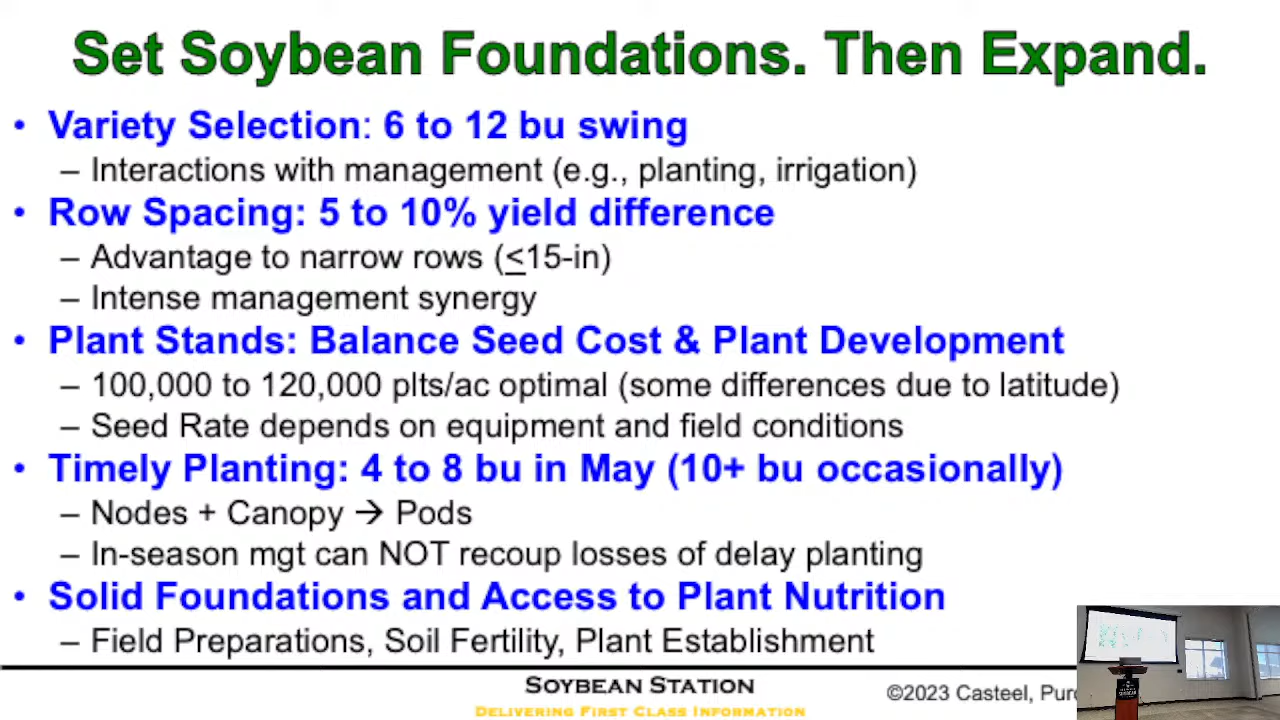 Set Soybean Foundations. Then Expand.
• Variety Selection: 6 to 12 bu swing
– Interactions with management (e.g., planting, irrigation)
• Row Spacing: 5 to 10% yield difference
– Advantage to narrow rows (≤15-in)
– Intense management synergy
• Plant Stands: Balance Seed Cost & Plant Development
– 100,000 to 120,000 plts/ac optimal (some differences due to latitude)
– Seed Rate depends on equipment and field conditions
• Timely Planting: 4 to 8 bu in May (10+ bu occasionally)
– Nodes + Canopy → Pods
– In-season mgt can NOT recoup losses of delay planting
• Solid Foundations and Access to Plant Nutrition
– Field Preparations, Soil Fertility, Plant Establishment
SOYBEAN STATION
DELIVERING FIRST CLASS INFORMATION
©2023 Casteel,